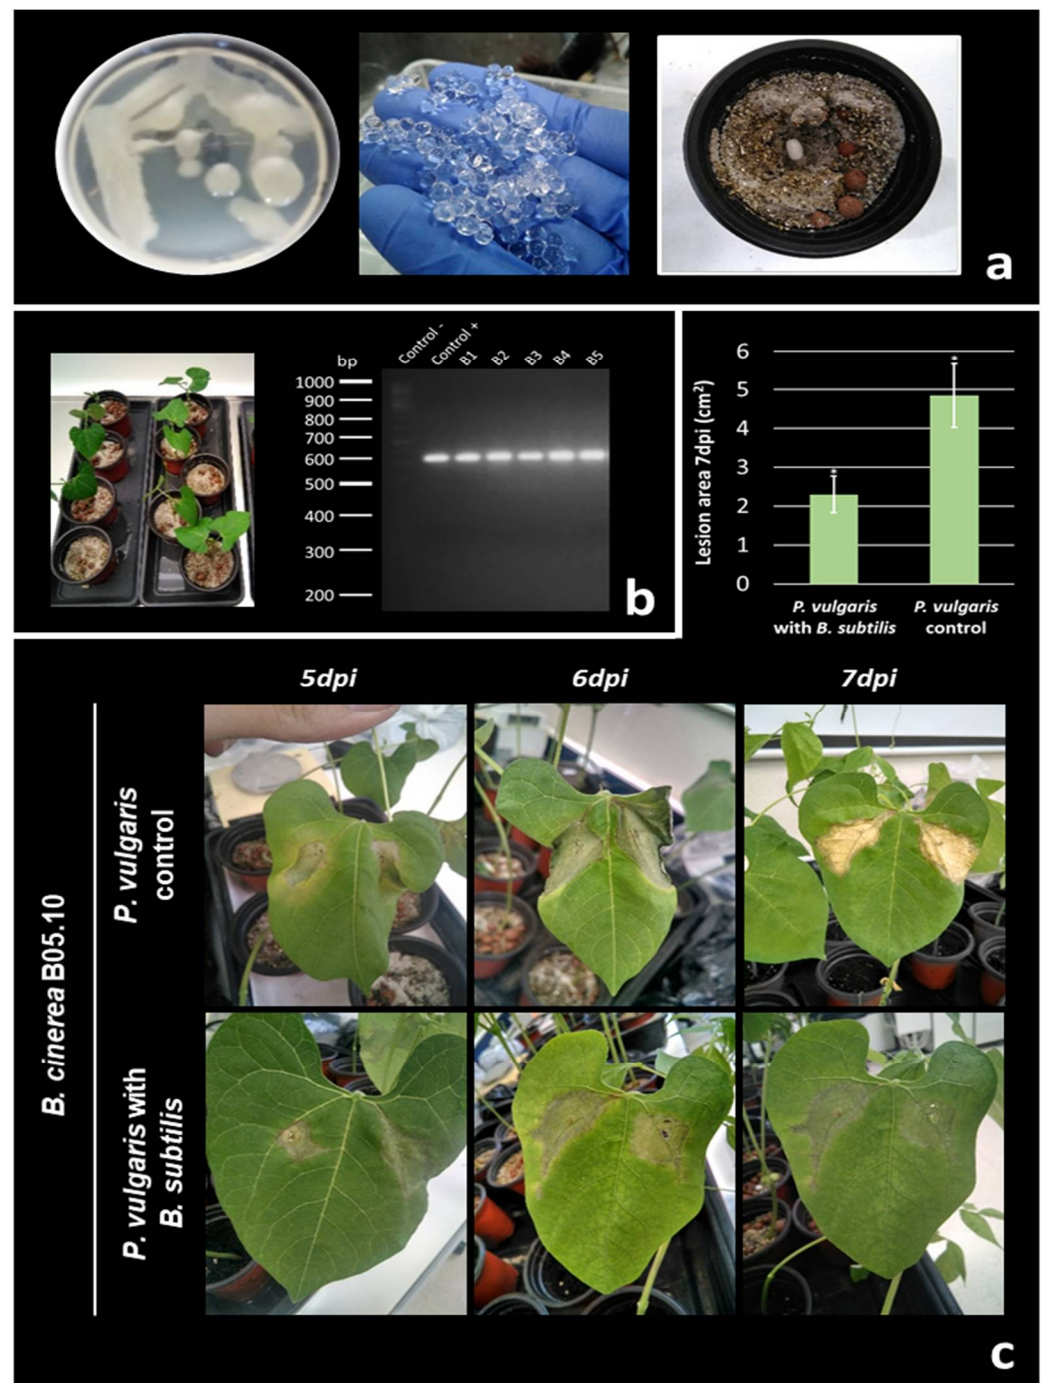 a
bp
Control -
Control +
B1
B2
B3
B4
B5
1000
900
800
700
600
500
400
300
200
b
Lesion area 7dpi (cm²)
6
5
4
3
2
1
0
*
*
P. vulgaris
with B. subtilis
P. vulgaris
control
5dpi
6dpi
7dpi
B. cinerea B05.10
P. vulgaris
control
P. vulgaris with
B. subtilis
c